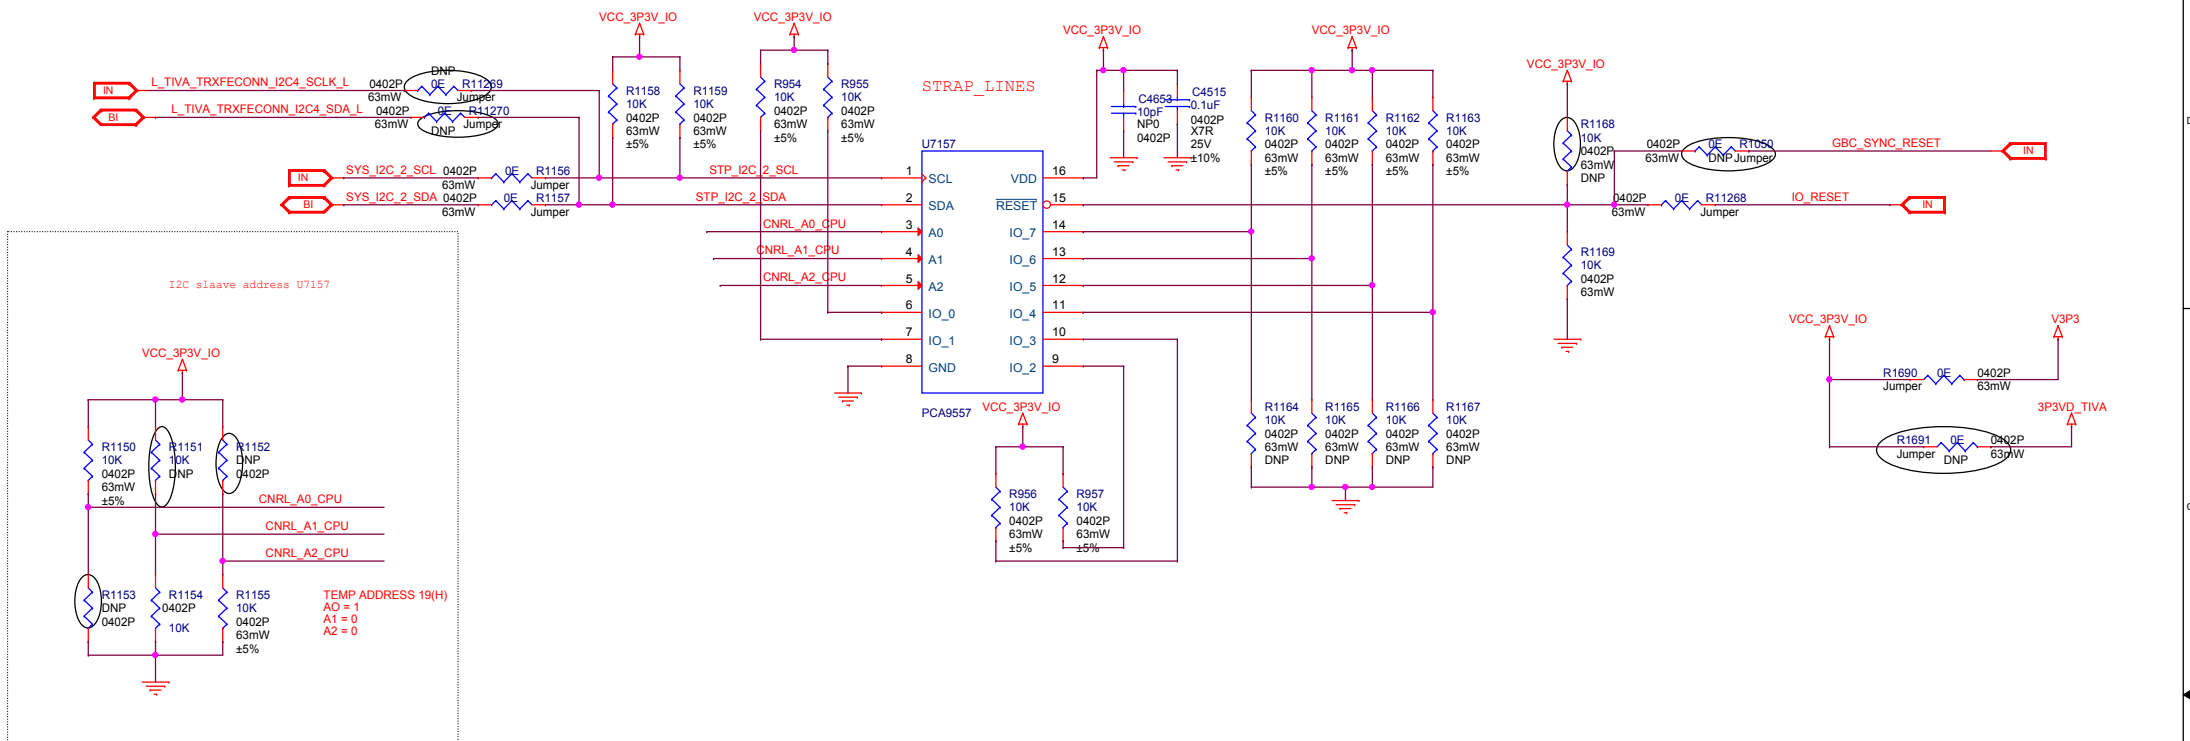 VCC_3P3V_IO
VCC_3P3V_IO
VCC_3P3V_IO
VCC_3P3V_IO
VCC_3P3V_IO
IN
L_TIVA_TRXFECONN_I2C4_SCLK_L
0402P
63mW
DNP
0E
R11269
Jumper
BI
L_TIVA_TRXFECONN_I2C4_SDA_L
0402P
63mW
0E
DNP
R11270
Jumper
R1158
10K
0402P
63mW
±5%
R1159
10K
0402P
63mW
±5%
R954
10K
0402P
63mW
±5%
R955
10K
0402P
63mW
±5%
STRAP_LINES
C4653
10pF
NP0
0402P
C4515
0.1uF
0402P
X7R
25V
±10%
R1160
10K
0402P
63mW
±5%
R1161
10K
0402P
63mW
±5%
R1162
10K
0402P
63mW
±5%
R1163
10K
0402P
63mW
±5%
R1168
10K
0402P
63mW
DNP
0402P
63mW
0E
DNP
R1050
Jumper
GBC_SYNC_RESET
IN
IN
SYS_I2C_2_SCL
0402P
63mW
0E
R1156
Jumper
STP_I2C_2_SCL
BI
SYS_I2C_2_SDA
0402P
63mW
0E
R1157
Jumper
STP_I2C_2_SDA
0402P
63mW
0E
R11268
Jumper
IO_RESET
IN
U7157
1
SCL
2
SDA
3
A0
4
A1
5
A2
6
IO_0
7
IO_1
8
GND
VDD
16
RESET
15
IO_7
14
IO_6
13
IO_5
12
IO_4
11
IO_3
10
IO_2
9
PCA9557
CNRL_A0_CPU
CNRL_A1_CPU
CNRL_A2_CPU
R1169
10K
0402P
63mW
I2C slaave address U7157
VCC_3P3V_IO
R1150
10K
0402P
63mW
±5%
R1151
10K
DNP
R1152
DNP
0402P
CNRL_A0_CPU
CNRL_A1_CPU
CNRL_A2_CPU
R1153
DNP
0402P
R1154
0402P
10K
R1155
10K
0402P
63mW
±5%
TEMP ADDRESS 19(H)
AO = 1
A1 = 0
A2 = 0
VCC_3P3V_IO
R956
10K
0402P
63mW
±5%
R957
10K
0402P
63mW
±5%
R1164
10K
0402P
63mW
DNP
R1165
10K
0402P
63mW
DNP
R1166
10K
0402P
63mW
DNP
R1167
10K
0402P
63mW
DNP
VCC_3P3V_IO
V3P3
R1690
Jumper
0E
0402P
63mW
3P3VD_TIVA
R1691
Jumper
0E
DNP
0402P
63mW